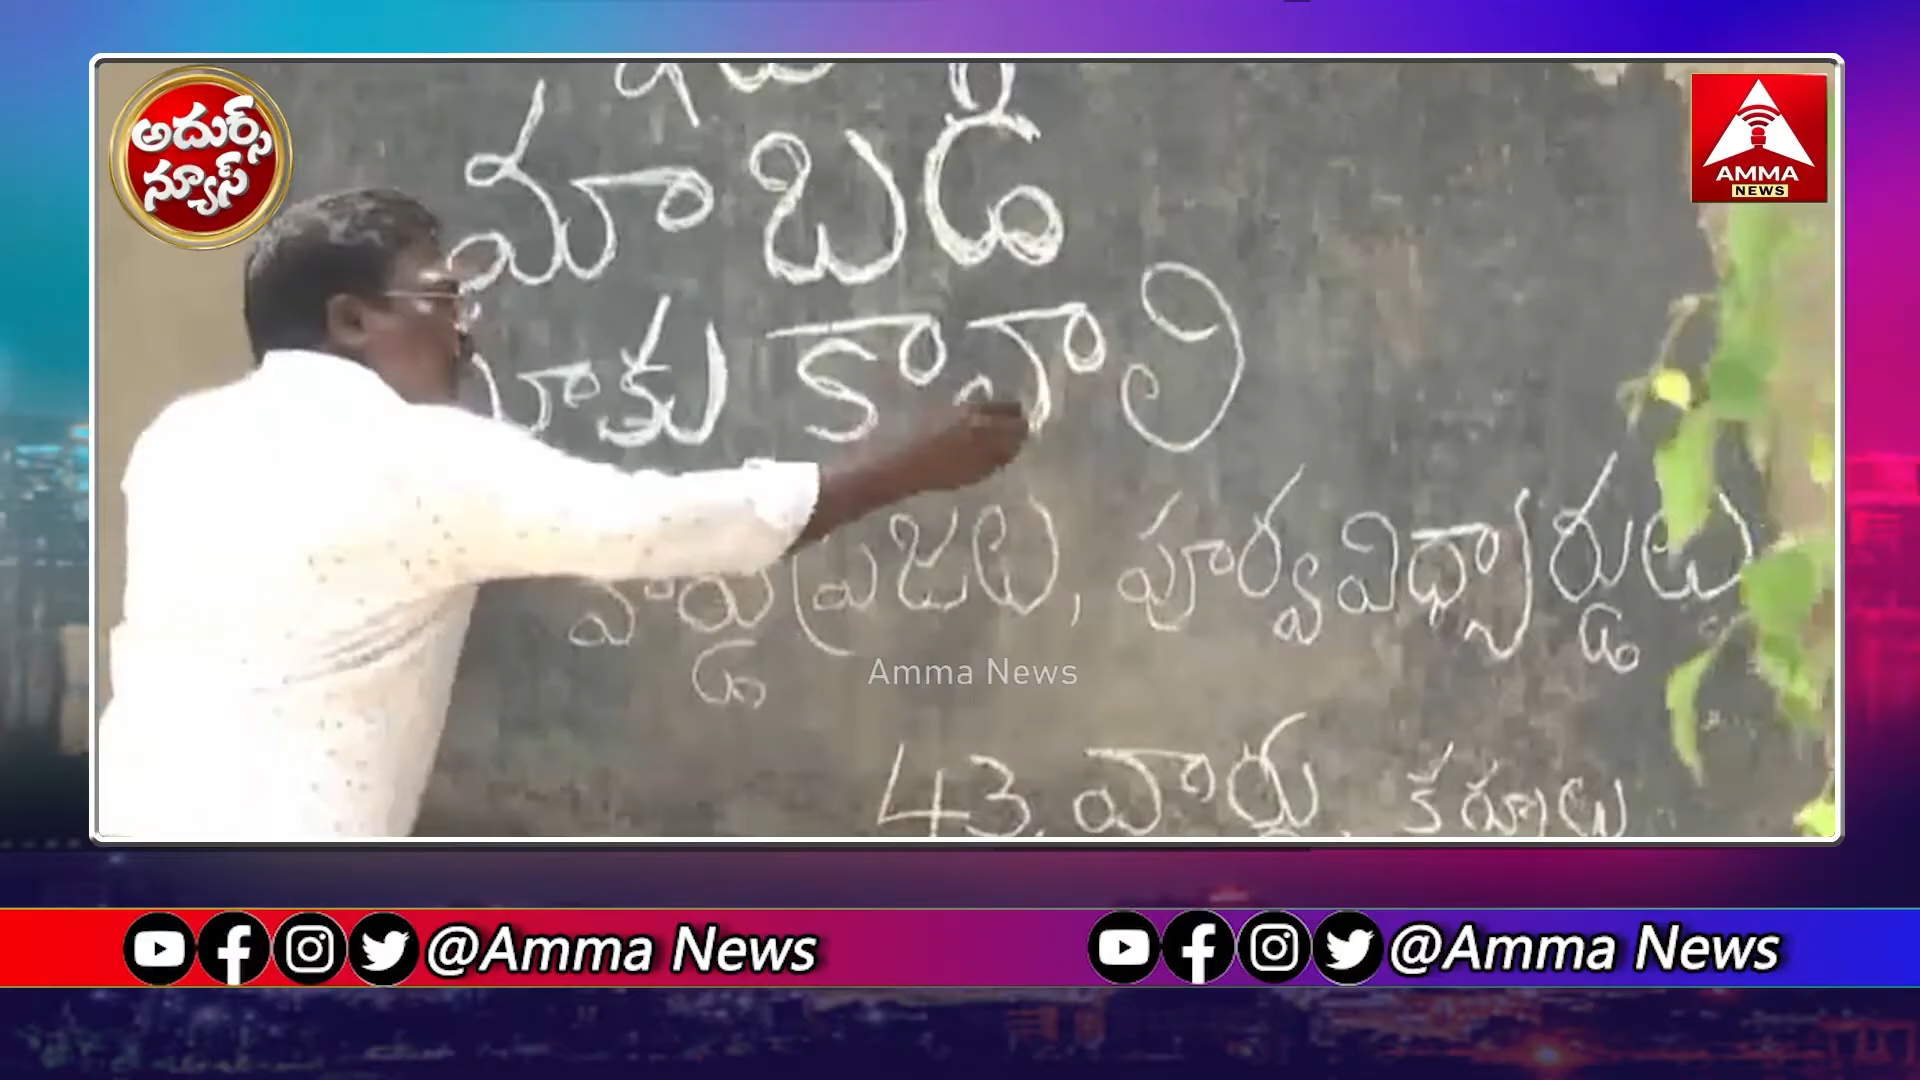 అదుర్స్
న్యూస్
AMMA
NEWS
మా బడి
మాకు కావాలి
వార్డు ప్రజల, పూర్వ విద్యార్థులు
Amma News
43. వార్డు, కర్నూలు
@Amma News
@Amma News